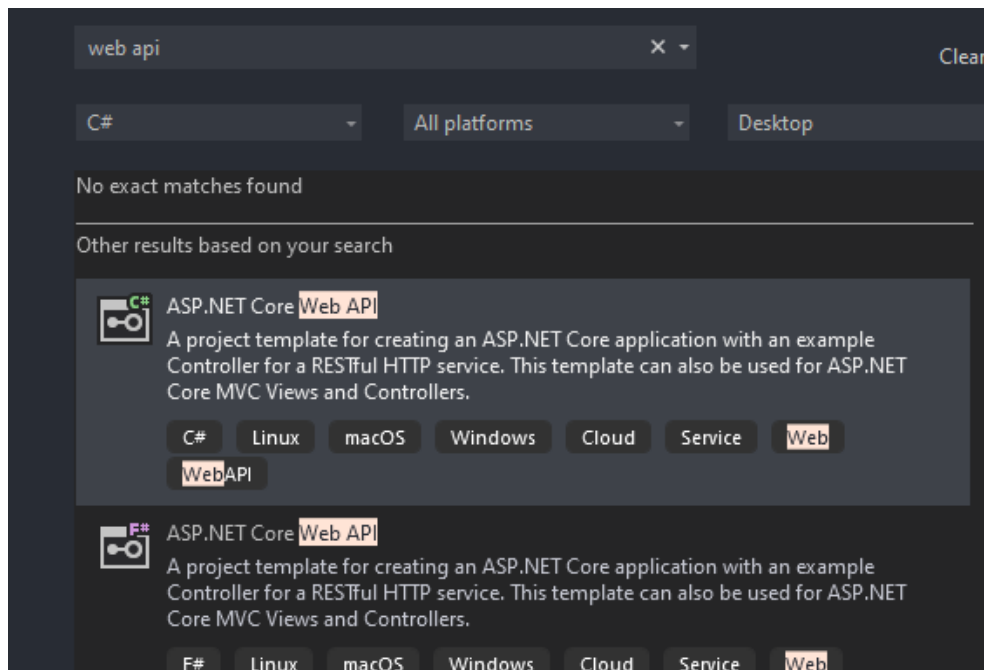 web api
Clear
C# All platforms Desktop
No exact matches found
Other results based on your search
C#
ASP.NET Core Web API
A project template for creating an ASP.NET Core application with an example
Controller for a RESTful HTTP service. This template can also be used for ASP.NET
Core MVC Views and Controllers.
C# Linux macOS Windows Cloud Service Web
WebAPI
F#
ASP.NET Core Web API
A project template for creating an ASP.NET Core application with an example
Controller for a RESTful HTTP service. This template can also be used for ASP.NET
Core MVC Views and Controllers.
F# Linux macOS Windows Cloud Service Web